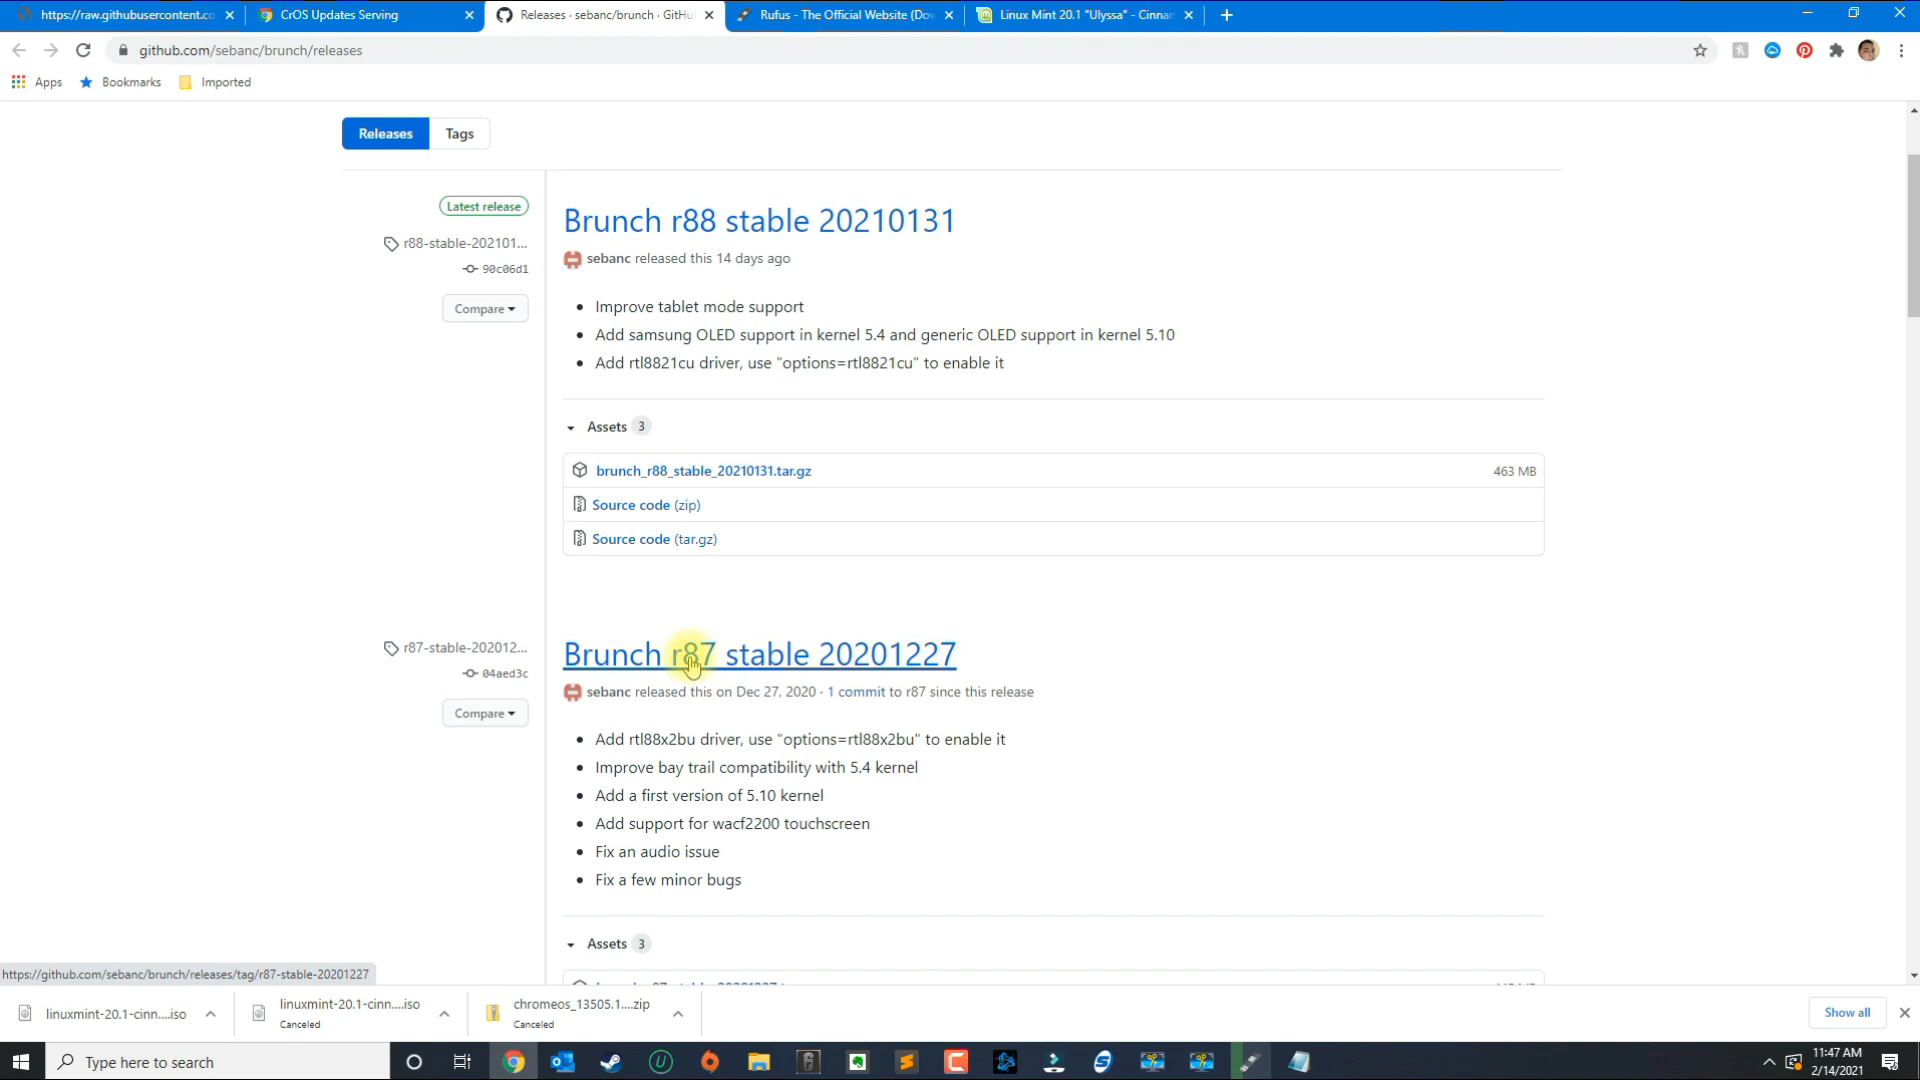 https://raw.githubusercontent.co
CrOS Updates Serving
Releases · sebanc/brunch · GitHu
Rufus - The Official Website (Dow
Linux Mint 20.1 "Ulyssa" - Cinnar
github.com/sebanc/brunch/releases
Apps
Bookmarks
Imported
Releases
Tags
Latest release
r88-stable-202101...
90c06d1
Compare
Brunch r88 stable 20210131
sebanc released this 14 days ago
Improve tablet mode support
Add samsung OLED support in kernel 5.4 and generic OLED support in kernel 5.10
Add rtl8821cu driver, use "options=rtl8821cu" to enable it
Assets 3
brunch_r88_stable_20210131.tar.gz
463 MB
Source code (zip)
Source code (tar.gz)
r87-stable-202012...
04aed3c
Compare
Brunch r87 stable 20201227
sebanc released this on Dec 27, 2020 · 1 commit to r87 since this release
Add rtl88x2bu driver, use "options=rtl88x2bu" to enable it
Improve bay trail compatibility with 5.4 kernel
Add a first version of 5.10 kernel
Add support for wacf2200 touchscreen
Fix an audio issue
Fix a few minor bugs
Assets 3
https://github.com/sebanc/brunch/releases/tag/r87-stable-20201227
linuxmint-20.1-cinn....iso
linuxmint-20.1-cinn....iso
Canceled
chromeos_13505.1....zip
Canceled
Show all
Type here to search
11:47 AM
2/14/2021